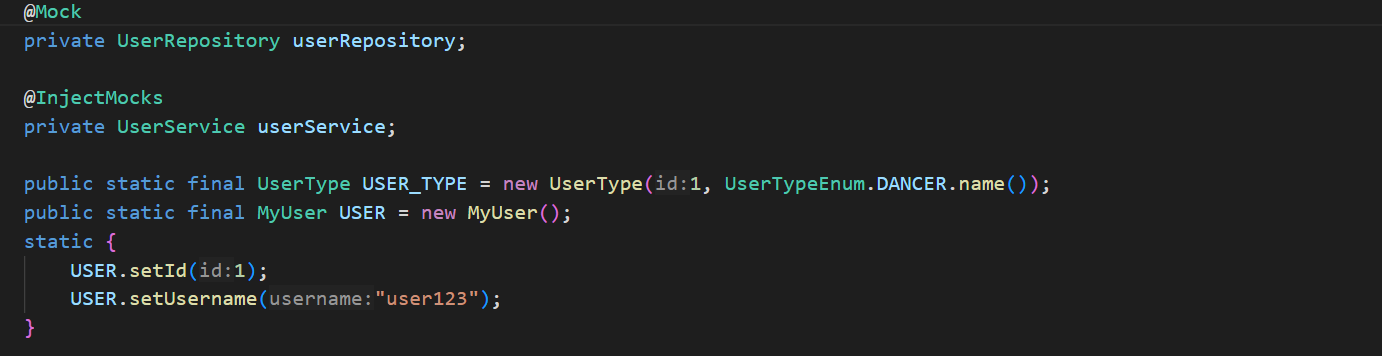 @Mock
private UserRepository userRepository;
@InjectMocks
private UserService userService;
public static final UserType USER_TYPE = new UserType(id:1, UserTypeEnum.DANCER.name());
public static final MyUser USER = new MyUser();
static {
USER.setId(id:1);
USER.setUsername(username:"user123");
}